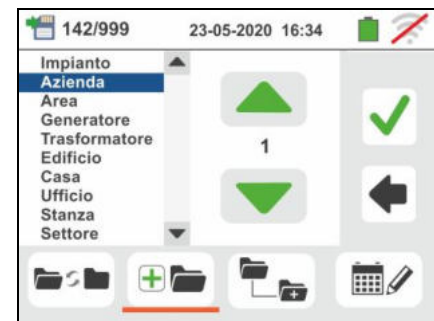 142/999 23-05-2020 16:34
Impianto
Azienda
Area
Generatore
Trasformatore
Edificio
Casa
Ufficio
Stanza
Settore
1